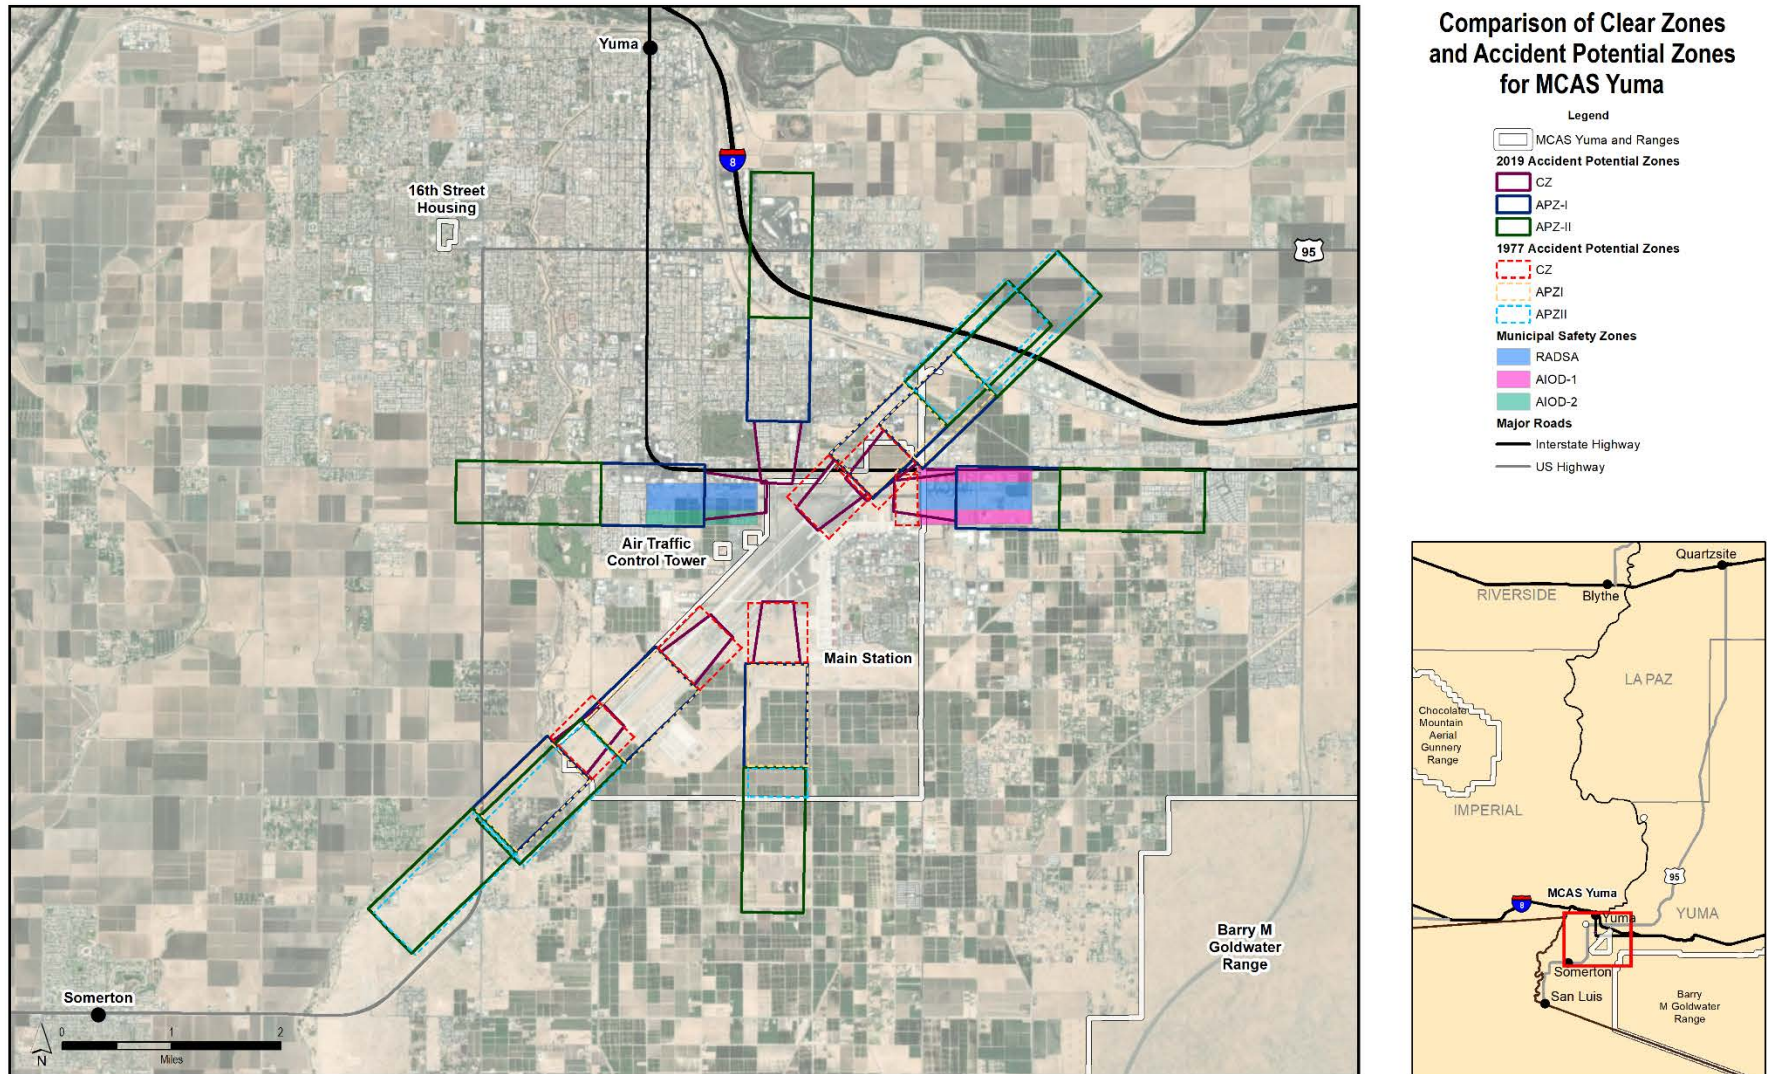 Comparison of Clear Zones
and Accident Potential Zones
for MCAS Yuma
Legend
MCAS Yuma and Ranges
2019 Accident Potential Zones
CZ
APZ-I
APZ-II
1977 Accident Potential Zones
CZ
APZI
APZII
Municipal Safety Zones
RADSA
AIOD-1
AIOD-2
Major Roads
Interstate Highway
US Highway
Yuma
8
16th Street
Housing
95
Air Traffic
Control Tower
Main Station
Barry M
Goldwater
Range
Somerton
N
0 1 2
Miles
Quartzsite
Blythe
RIVERSIDE
LA PAZ
Chocolate
Mountain
Aerial
Gunnery
Range
IMPERIAL
95
MCAS Yuma
8
Yuma
YUMA
Somerton
San Luis
Barry
M Goldwater
Range